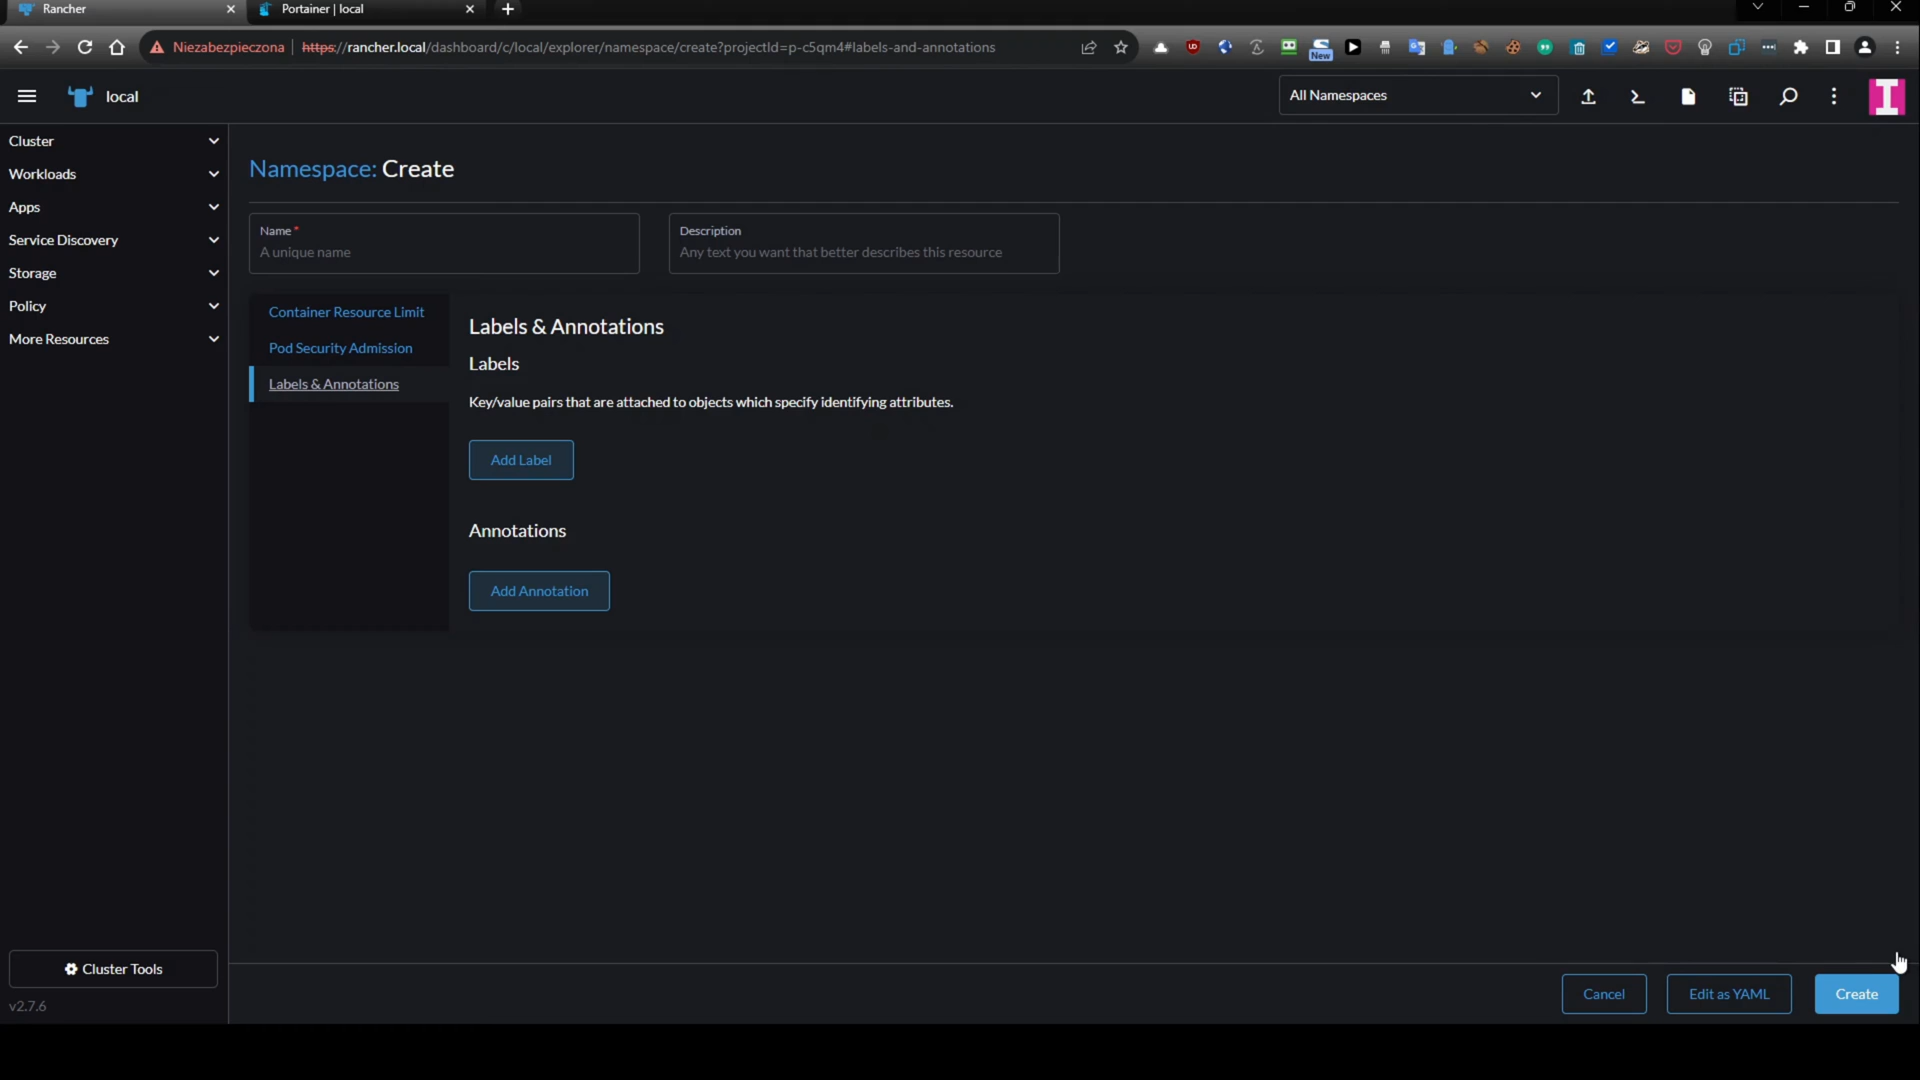 Rancher
Portainer | local
Niezabezpieczona https://rancher.local/dashboard/c/local/explorer/namespace/create?projectId=p-c5qm4#labels-and-annotations
New
local
All Namespaces
Cluster
Workloads
Apps
Service Discovery
Storage
Policy
More Resources
Namespace: Create
Name *
A unique name
Description
Any text you want that better describes this resource
Container Resource Limit
Pod Security Admission
Labels & Annotations
Labels & Annotations
Labels
Key/value pairs that are attached to objects which specify identifying attributes.
Add Label
Annotations
Add Annotation
Cluster Tools
v2.7.6
Cancel
Edit as YAML
Create